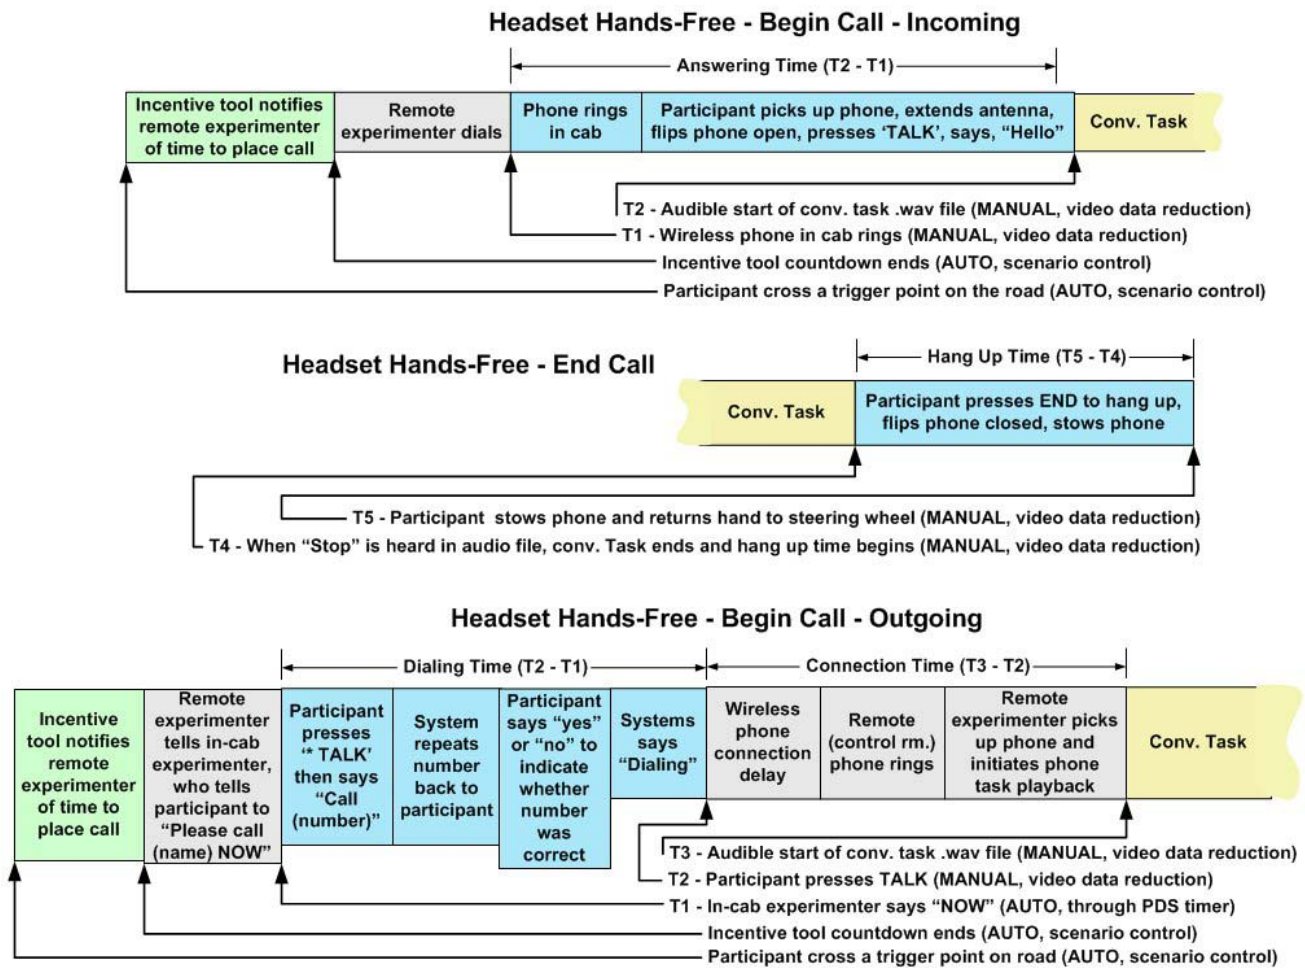 Headset Hands-Free - Begin Call - Incoming
Answering Time (T2 - T1)
Incentive tool notifies
remote experimenter
of time to place call
Remote
experimenter dials
Phone rings
in cab
Participant picks up phone, extends antenna,
flips phone open, presses ‘TALK’, says, “Hello”
Conv. Task
T2 - Audible start of conv. task .wav file (MANUAL, video data reduction)
T1 - Wireless phone in cab rings (MANUAL, video data reduction)
Incentive tool countdown ends (AUTO, scenario control)
Participant cross a trigger point on the road (AUTO, scenario control)
Headset Hands-Free - End Call
Hang Up Time (T5 - T4)
Conv. Task
Participant presses END to hang up,
flips phone closed, stows phone
T5 - Participant stows phone and returns hand to steering wheel (MANUAL, video data reduction)
T4 - When “Stop” is heard in audio file, conv. Task ends and hang up time begins (MANUAL, video data reduction)
Headset Hands-Free - Begin Call - Outgoing
Dialing Time (T2 - T1)
Connection Time (T3 - T2)
Incentive
tool notifies
remote
experimenter
of time to
place call
Remote
experimenter
tells in-cab
experimenter,
who tells
participant to
“Please call
(name) NOW”
Participant
presses
‘* TALK’
then says
“Call
(number)”
System
repeats
number
back to
participant
Participant
says “yes”
or “no” to
indicate
whether
number
was
correct
Systems
says
“Dialing”
Wireless
phone
connection
delay
Remote
(control rm.)
phone rings
Remote
experimenter picks
up phone and
initiates phone
task playback
Conv. Task
T3 - Audible start of conv. task .wav file (MANUAL, video data reduction)
T2 - Participant presses TALK (MANUAL, video data reduction)
T1 - In-cab experimenter says “NOW” (AUTO, through PDS timer)
Incentive tool countdown ends (AUTO, scenario control)
Participant cross a trigger point on road (AUTO, scenario control)